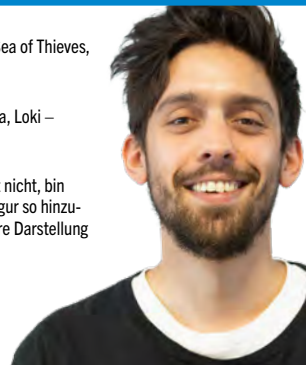 ea of Thieves,
a, Loki –
nicht, bin
gur so hinzu-
re Darstellung